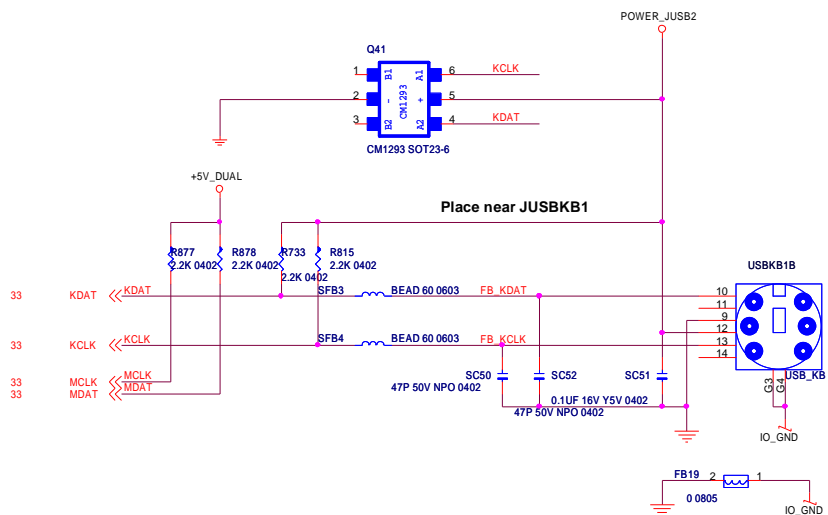 POWER_JUSB2
Q41
1 B1 A1 6 KCLK
2 - + 5
3 B2 A2 4 KDAT
CM1293
CM1293 SOT23-6
+5V_DUAL
Place near JUSBKB1
R877
2.2K 0402
R878
2.2K 0402
R733
2.2K 0402
R815
2.2K 0402
USBKB1B
33 KDAT KDAT SFB3 BEAD 60 0603 FB_KDAT 10
11
9
12
33 KCLK KCLK SFB4 BEAD 60 0603 FB_KCLK 13
14
33 MCLK MCLK
33 MDAT MDAT
SC50
47P 50V NPO 0402
SC52
47P 50V NPO 0402
SC51
0.1UF 16V Y5V 0402
USB_KB
G3
G4
IO_GND
FB19 2 1
0 0805
IO_GND